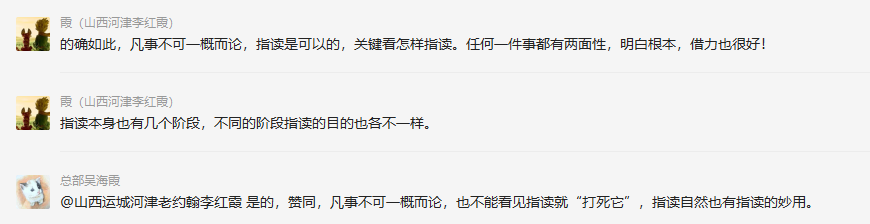 霞（山西河津李红霞）
的确如此，凡事不可一概而论，指读是可以的，关键看怎样指读。任何一件事都有两面性，明白根本，借力也很好！
霞（山西河津李红霞）
指读本身也有几个阶段，不同的阶段指读的目的也各不一样。
总部吴海霞
@山西运城河津老约翰李红霞 是的，赞同，凡事不可一概而论，也不能看见指读就“打死它”，指读自然也有指读的妙用。